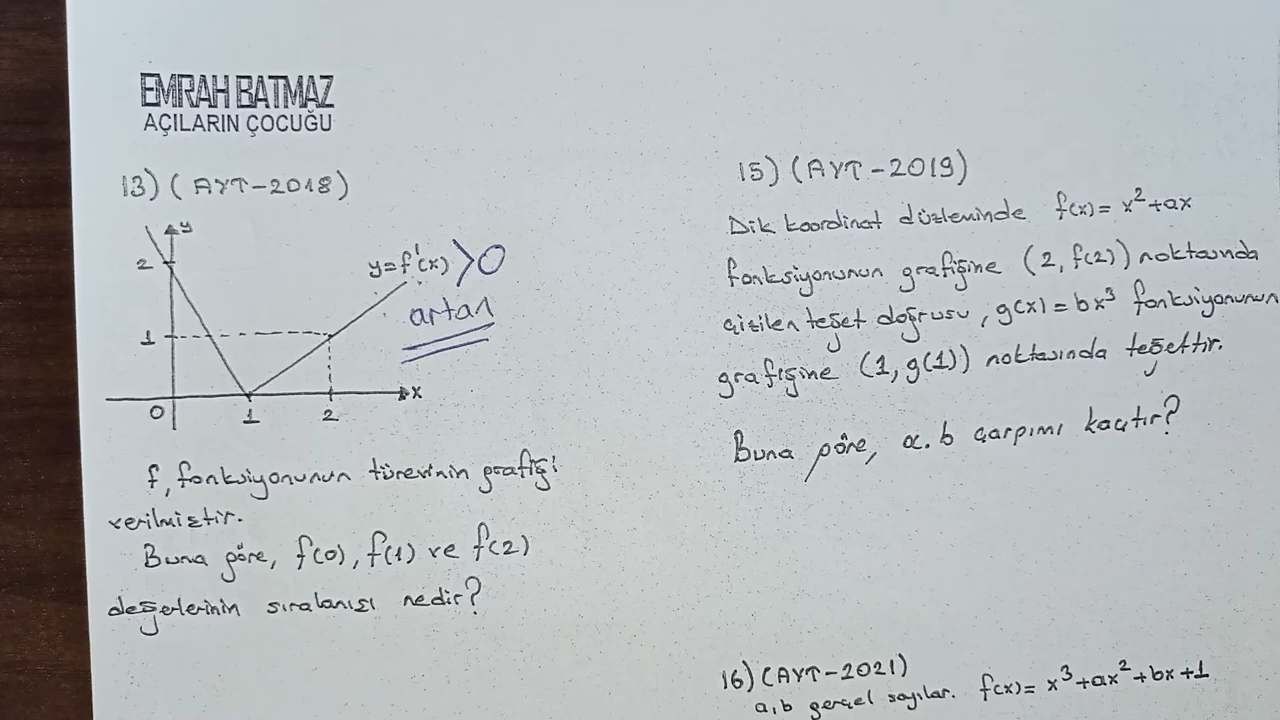 EMRAH BATMAZ
AÇILARIN ÇOCUĞU
13) (AYT-2018)
y
2
y=f'(x) >0
artan
1
0
1
2
x
f, fonksiyonunun türevinin grafiği
verilmiştir.
Buna göre, f(0), f(1) ve f(2)
değerlerinin sıralanışı nedir?
15) (AYT-2019)
Dik koordinat düzleminde f(x)= x²+ax
fonksiyonunun grafiğine (2, f(2)) noktasında
çizilen teğet doğrusu, g(x)= bx³ fonksiyonunun
grafiğine (1, g(1)) noktasında teğettir.
Buna göre, a.b çarpımı kaçtır?
16) (AYT-2021)
a,b gerçel sayılar. f(x)= x³+ax²+bx+1